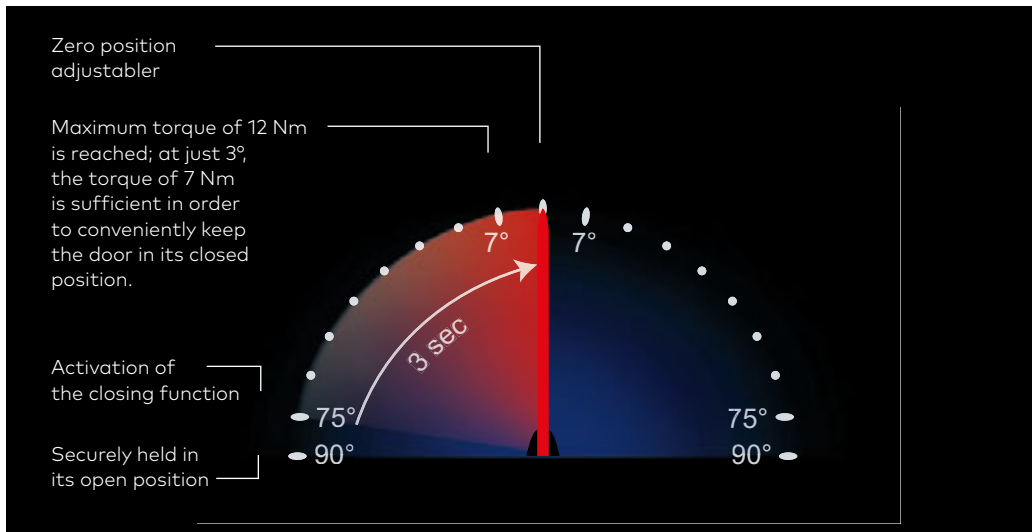 Zero position
adjustabler
Maximum torque of 12 Nm
is reached; at just 3°,
the torque of 7 Nm
is sufficient in order
to conveniently keep
the door in its closed
position.
Activation of
the closing function
Securely held in
its open position
7°
7°
3 sec
75°
75°
90°
90°